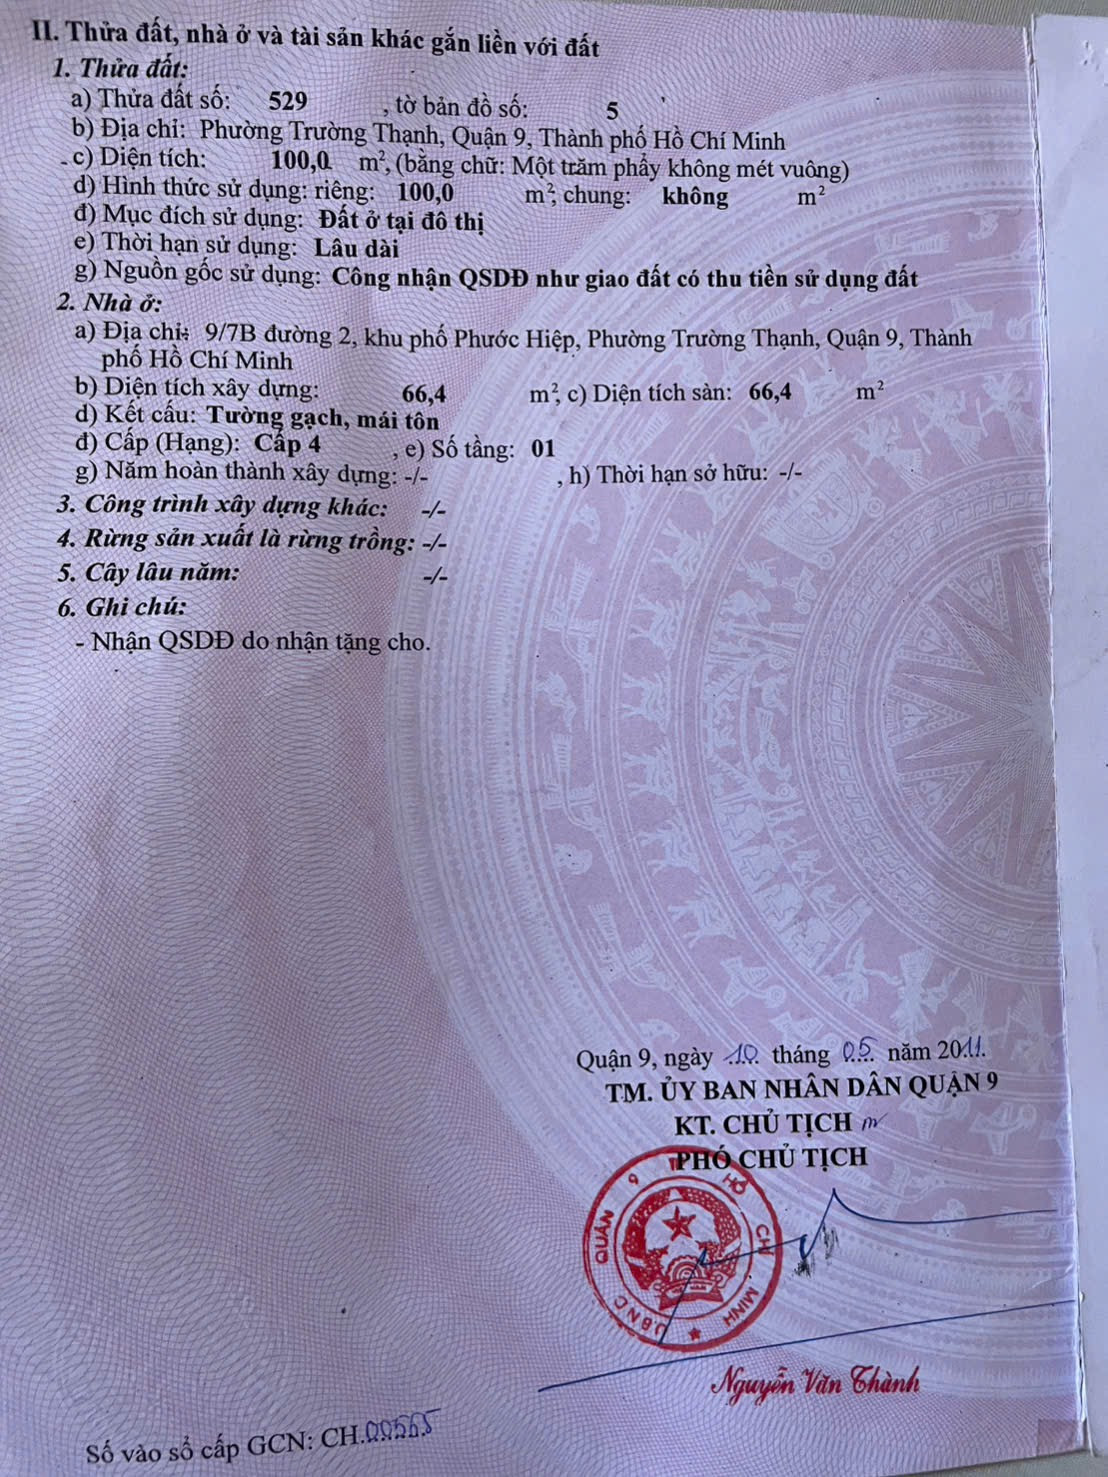 II. Thửa đất, nhà ở và tài sản khác gắn liền với đất
1. Thửa đất:
a) Thửa đất số: 529 , tờ bản đồ số: 5
b) Địa chỉ: Phường Trường Thạnh, Quận 9, Thành phố Hồ Chí Minh
c) Diện tích: 100,0 m², (bằng chữ: Một trăm phẩy không mét vuông)
d) Hình thức sử dụng: riêng: 100,0 m²; chung: không m²
đ) Mục đích sử dụng: Đất ở tại đô thị
e) Thời hạn sử dụng: Lâu dài
g) Nguồn gốc sử dụng: Công nhận QSDĐ như giao đất có thu tiền sử dụng đất
2. Nhà ở:
a) Địa chỉ: 9/7B đường 2, khu phố Phước Hiệp, Phường Trường Thạnh, Quận 9, Thành
phố Hồ Chí Minh
b) Diện tích xây dựng: 66,4 m², c) Diện tích sàn: 66,4 m²
d) Kết cấu: Tường gạch, mái tôn
đ) Cấp (Hạng): Cấp 4 , e) Số tầng: 01
g) Năm hoàn thành xây dựng: -/- , h) Thời hạn sở hữu: -/-
3. Công trình xây dựng khác: -/-
4. Rừng sản xuất là rừng trồng: -/-
5. Cây lâu năm: -/-
6. Ghi chú:
- Nhận QSDĐ do nhận tặng cho.
Quận 9, ngày 10 tháng 05 năm 2011.
TM. ỦY BAN NHÂN DÂN QUẬN 9
KT. CHỦ TỊCH
PHÓ CHỦ TỊCH
U.B.N.D QUẬN 9 TP HỒ CHÍ MINH
Nguyễn Văn Thành
Số vào sổ cấp GCN: CH.00565